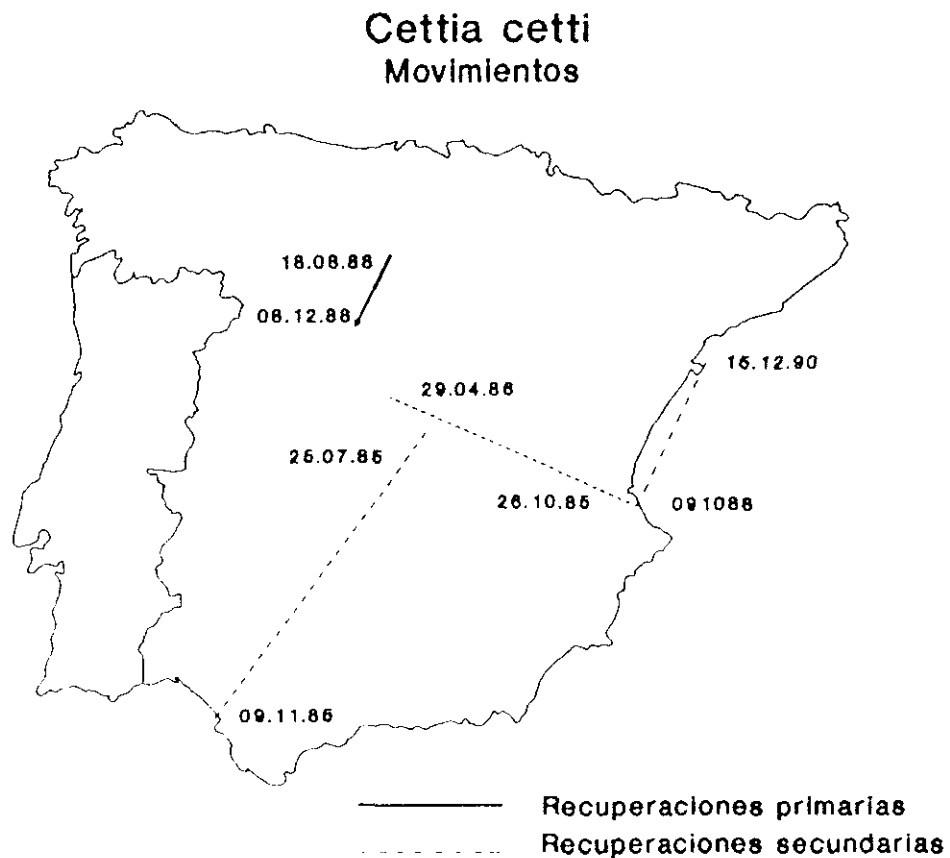 Cettia cetti
Movimientos
18.08.88
08.12.88
29.04.86
15.12.90
25.07.85
26.10.85
091088
09.11.85
Recuperaciones primarias
Recuperaciones secundarias